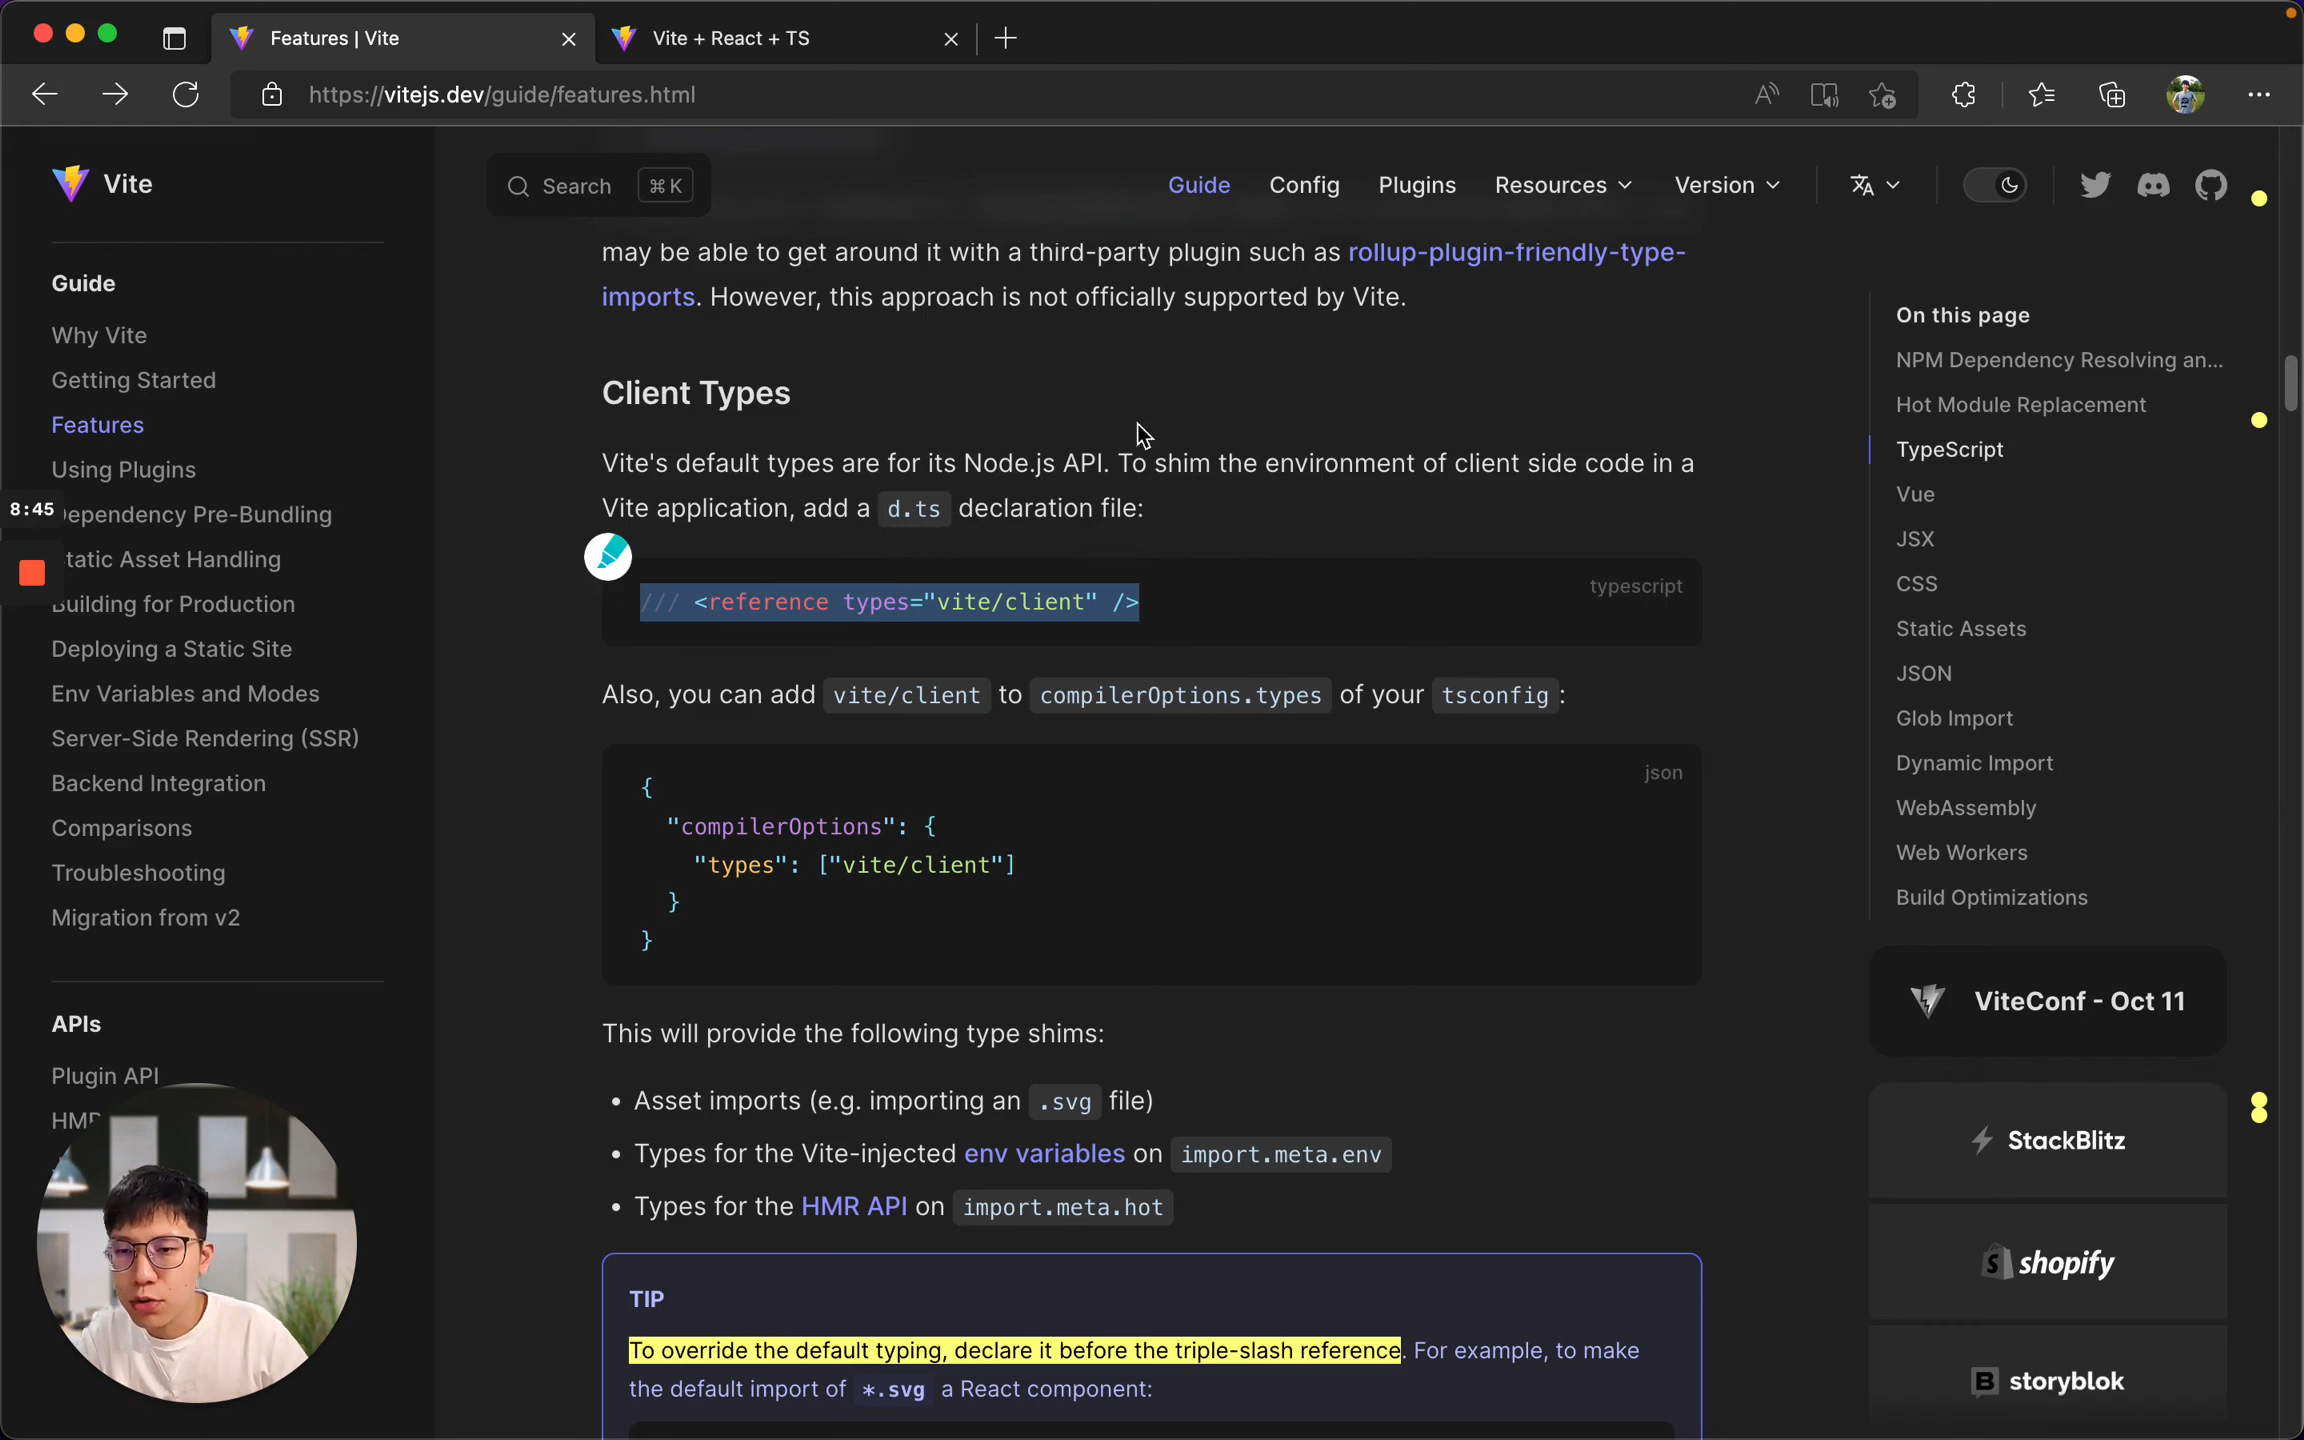 Features | Vite
Vite + React + TS
https://vitejs.dev/guide/features.html
Vite
Search
⌘ K
Guide
Config
Plugins
Resources
Version
Guide
Why Vite
Getting Started
Features
Using Plugins
ependency Pre-Bundling
tatic Asset Handling
uilding for Production
Deploying a Static Site
Env Variables and Modes
Server-Side Rendering (SSR)
Backend Integration
Comparisons
Troubleshooting
Migration from v2
APIs
Plugin API
HMR
8:45
may be able to get around it with a third-party plugin such as rollup-plugin-friendly-type-
imports. However, this approach is not officially supported by Vite.
Client Types
Vite's default types are for its Node.js API. To shim the environment of client side code in a
Vite application, add a d.ts declaration file:
typescript
/// <reference types="vite/client" />
Also, you can add vite/client to compilerOptions.types of your tsconfig:
json
{
"compilerOptions": {
"types": ["vite/client"]
}
}
This will provide the following type shims:
• Asset imports (e.g. importing an .svg file)
• Types for the Vite-injected env variables on import.meta.env
• Types for the HMR API on import.meta.hot
TIP
To override the default typing, declare it before the triple-slash reference. For example, to make
the default import of *.svg a React component:
On this page
NPM Dependency Resolving an...
Hot Module Replacement
TypeScript
Vue
JSX
CSS
Static Assets
JSON
Glob Import
Dynamic Import
WebAssembly
Web Workers
Build Optimizations
ViteConf - Oct 11
StackBlitz
shopify
storyblok